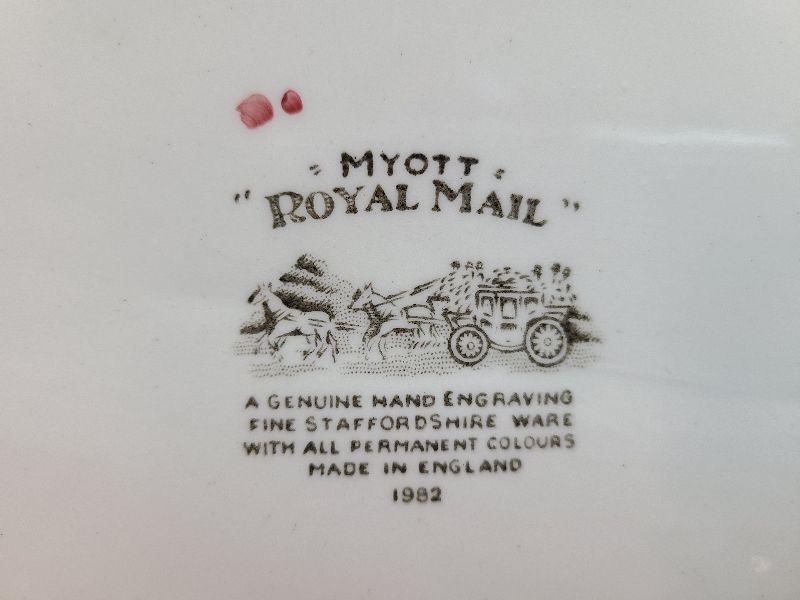 MYOTT
"ROYAL MAIL"
A GENUINE HAND ENGRAVING
FINE STAFFORDSHIRE WARE
WITH ALL PERMANENT COLOURS
MADE IN ENGLAND
1982